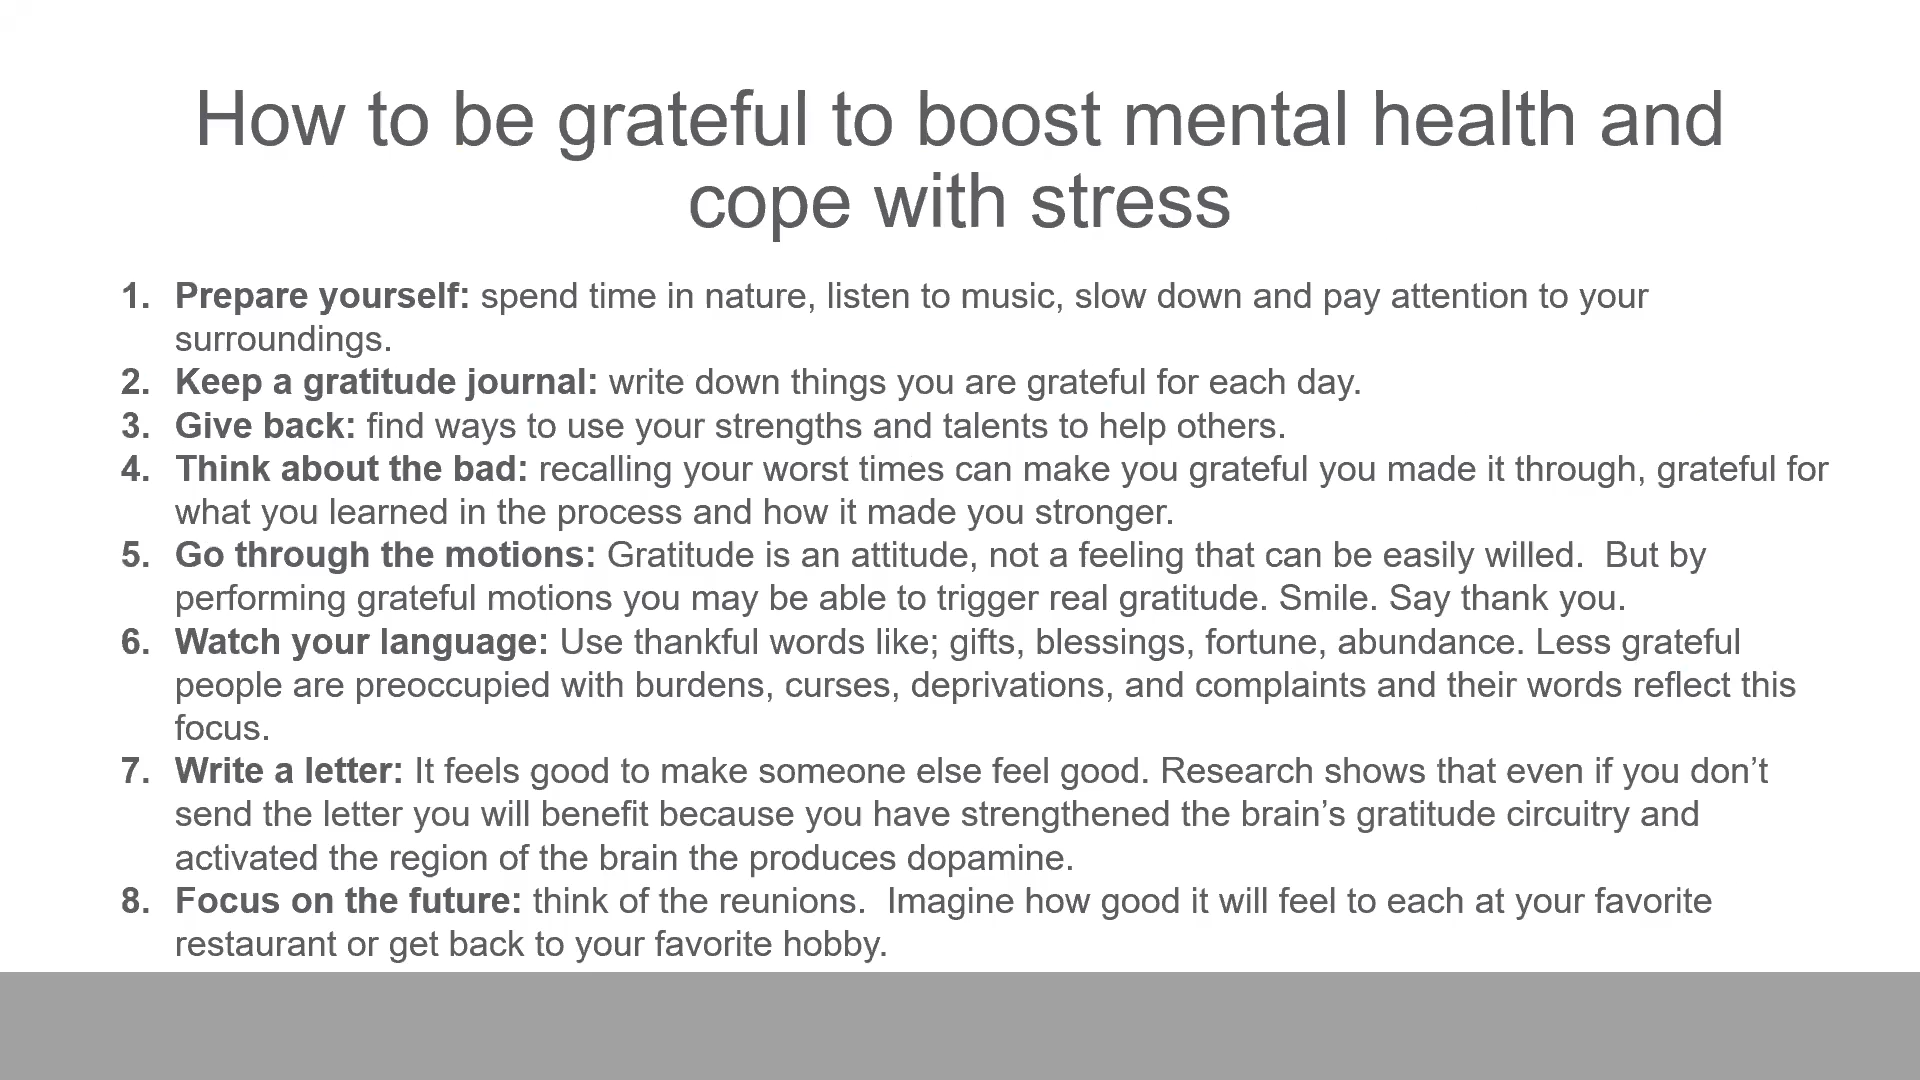 How to be grateful to boost mental health and
cope with stress
1. Prepare yourself: spend time in nature, listen to music, slow down and pay attention to your
surroundings.
2. Keep a gratitude journal: write down things you are grateful for each day.
3. Give back: find ways to use your strengths and talents to help others.
4. Think about the bad: recalling your worst times can make you grateful you made it through, grateful for
what you learned in the process and how it made you stronger.
5. Go through the motions: Gratitude is an attitude, not a feeling that can be easily willed.  But by
performing grateful motions you may be able to trigger real gratitude. Smile. Say thank you.
6. Watch your language: Use thankful words like; gifts, blessings, fortune, abundance. Less grateful
people are preoccupied with burdens, curses, deprivations, and complaints and their words reflect this
focus.
7. Write a letter: It feels good to make someone else feel good. Research shows that even if you don’t
send the letter you will benefit because you have strengthened the brain’s gratitude circuitry and
activated the region of the brain the produces dopamine.
8. Focus on the future: think of the reunions.  Imagine how good it will feel to each at your favorite
restaurant or get back to your favorite hobby.